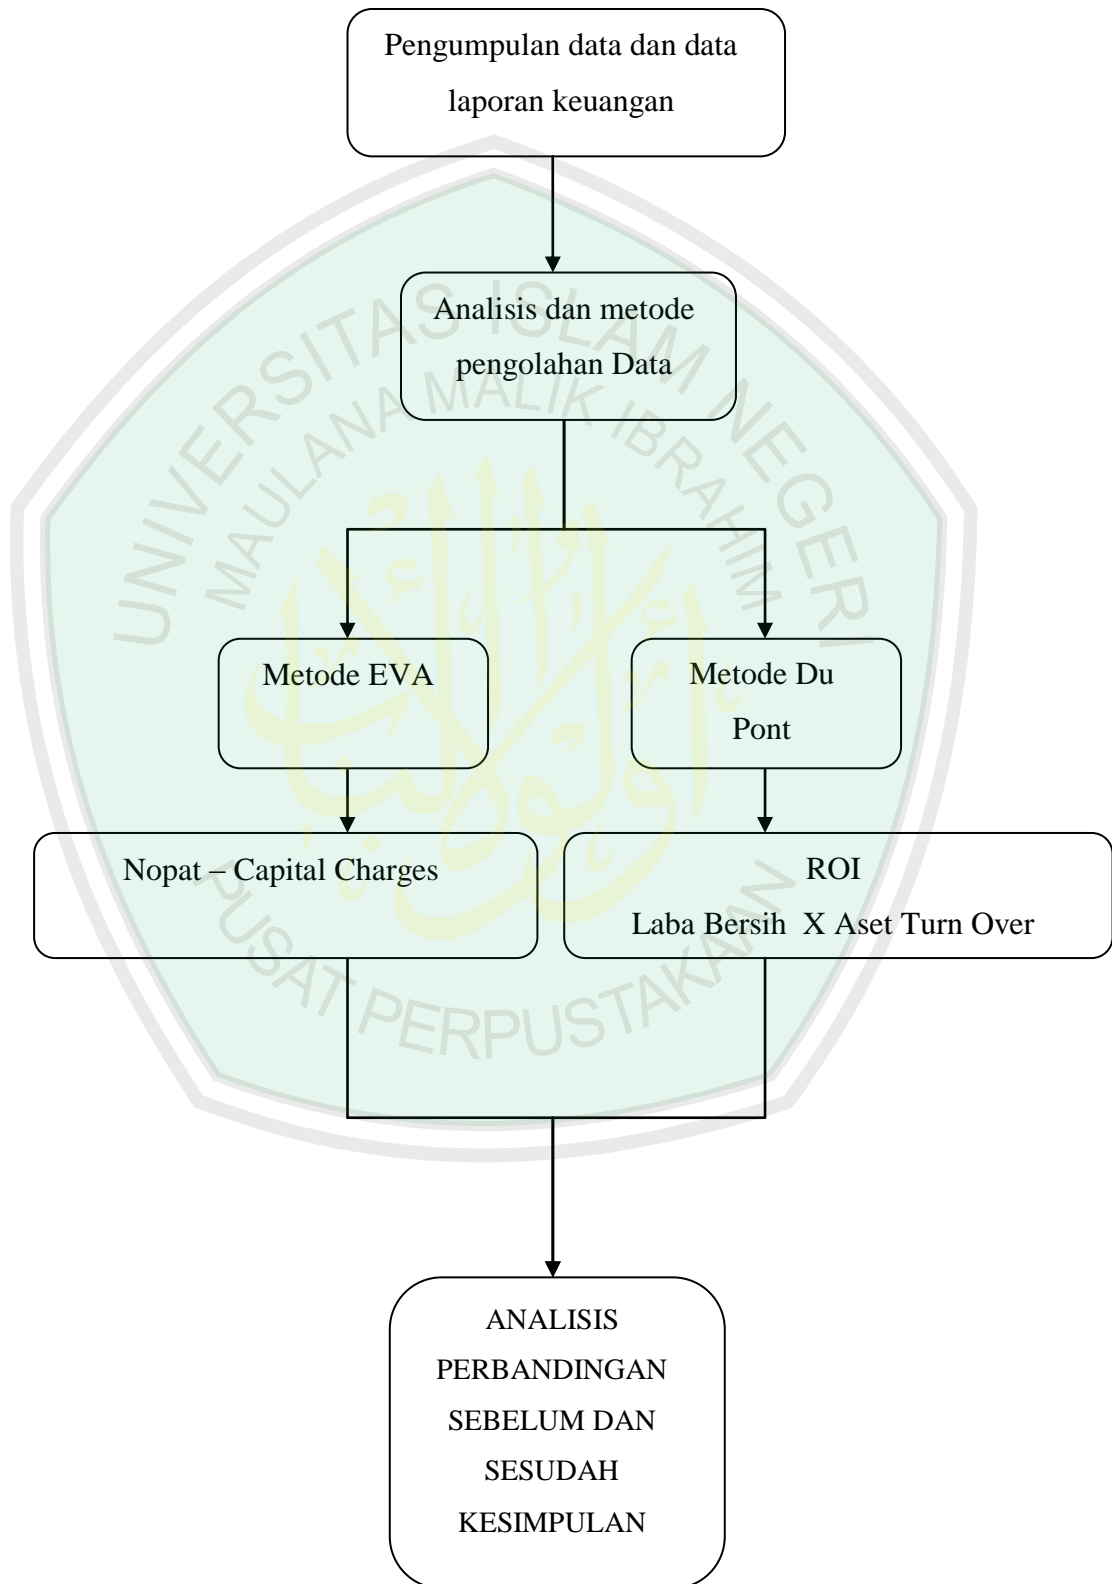 Pengumpulan data dan data
laporan keuangan
Analisis dan metode
pengolahan Data
Metode EVA
Metode Du
Pont
Nopat – Capital Charges
ROI
Laba Bersih X Aset Turn Over
ANALISIS
PERBANDINGAN
SEBELUM DAN
SESUDAH
KESIMPULAN
UNIVERSITAS ISLAM NEGERI
MAULANA MALIK IBRAHIM
PUSAT PERPUSTAKAAN